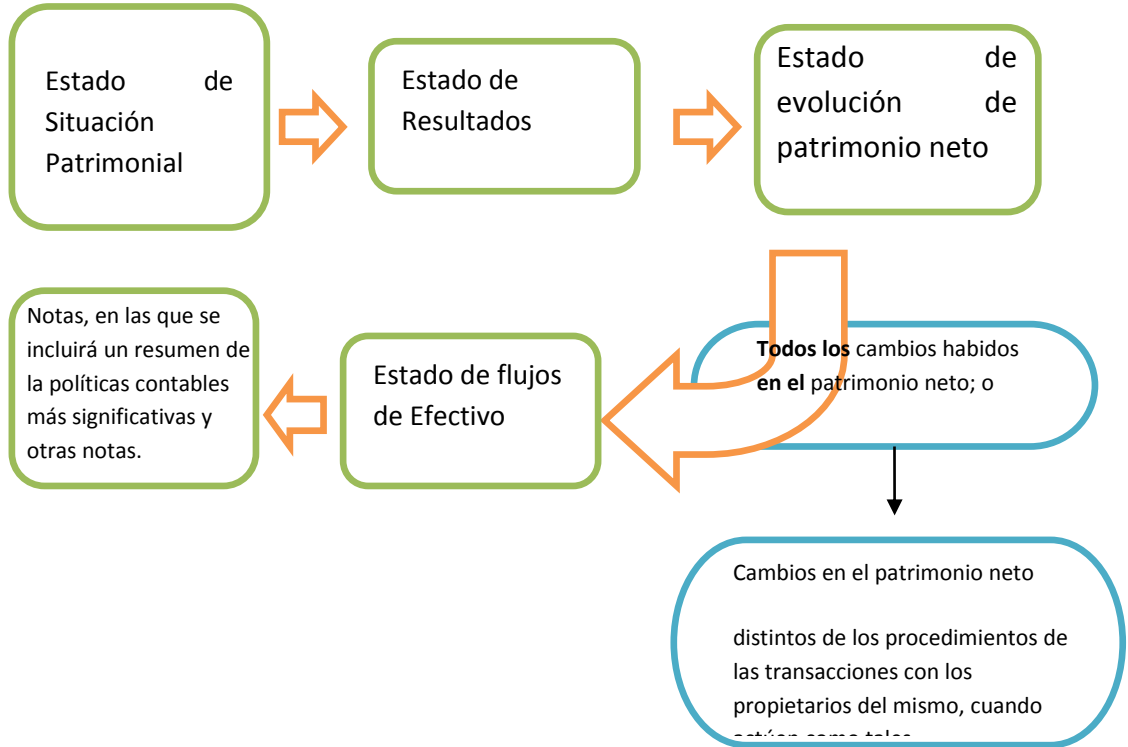 Estado de
Situación
Patrimonial
Estado de
Resultados
Estado de
evolución de
patrimonio neto
Notas, en las que se
incluirá un resumen de
la políticas contables
más significativas y
otras notas.
Estado de flujos
de Efectivo
Todos los cambios habidos
en el patrimonio neto; o
Cambios en el patrimonio neto
distintos de los procedimientos de
las transacciones con los
propietarios del mismo, cuando